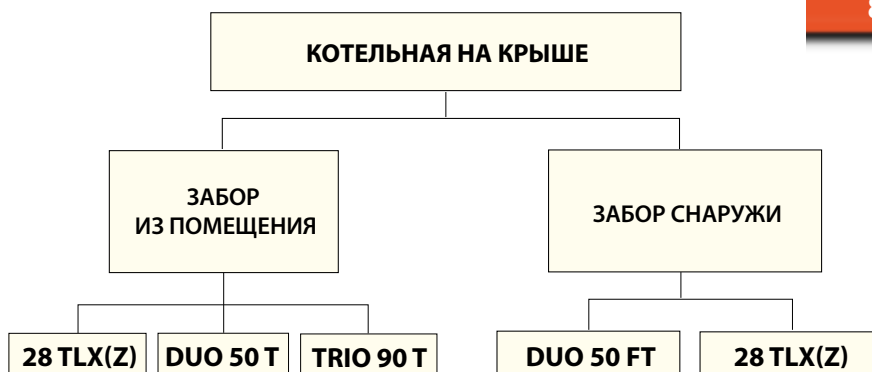 КОТЕЛЬНАЯ НА КРЫШЕ
ЗАБОР
ИЗ ПОМЕЩЕНИЯ
ЗАБОР СНАРУЖИ
28 TLX(Z)
DUO 50 T
TRIO 90 T
DUO 50 FT
28 TLX(Z)